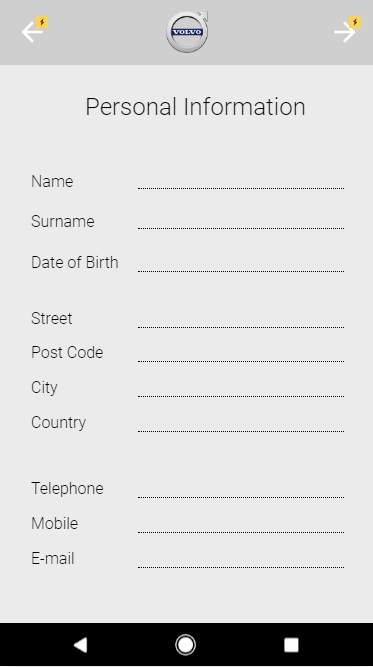 VOLVO
Personal Information
Name
Surname
Date of Birth
Street
Post Code
City
Country
Telephone
Mobile
E-mail